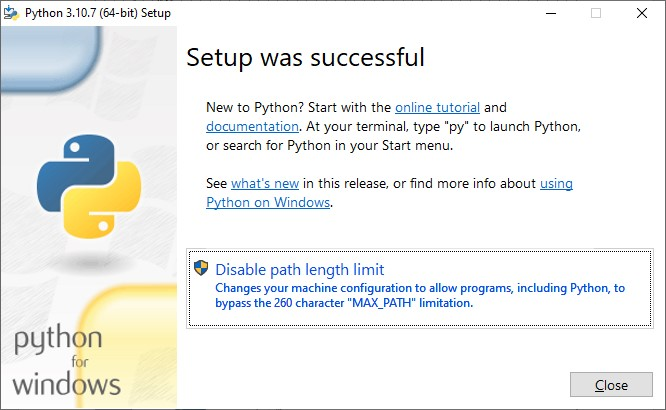 Python 3.10.7 (64-bit) Setup
Setup was successful
New to Python? Start with the online tutorial and
documentation. At your terminal, type "py" to launch Python,
or search for Python in your Start menu.
See what's new in this release, or find more info about using
Python on Windows.
Disable path length limit
Changes your machine configuration to allow programs, including Python, to
bypass the 260 character "MAX_PATH" limitation.
python
for
windows
Close